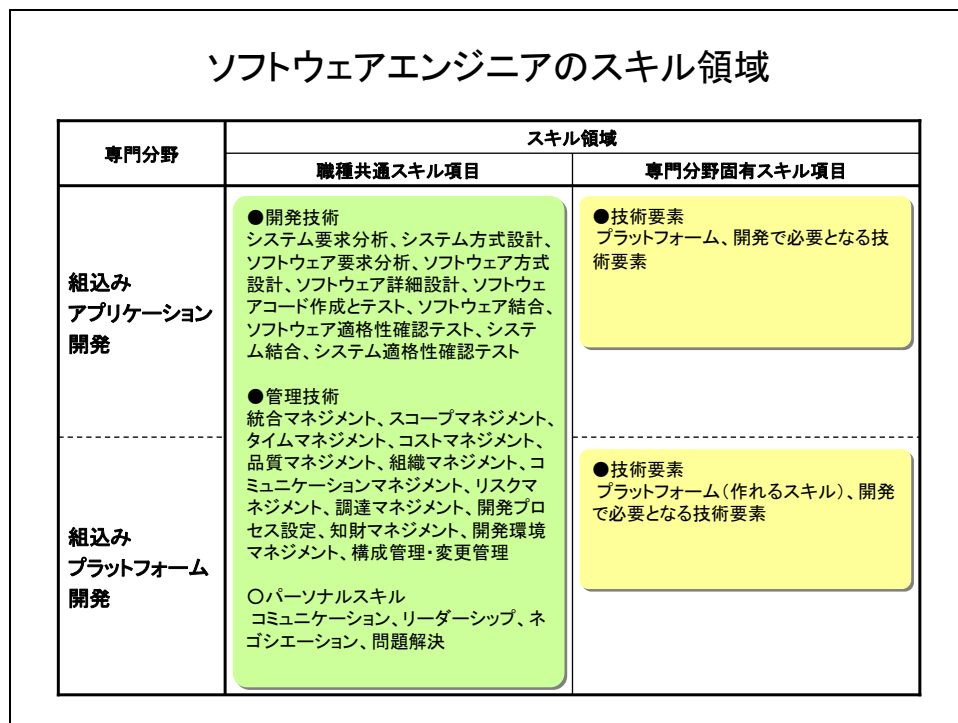 ソフトウェアエンジニアのスキル領域
専門分野
スキル領域
職種共通スキル項目
専門分野固有スキル項目
組込み
アプリケーション
開発
●開発技術
システム要求分析、システム方式設計、
ソフトウェア要求分析、ソフトウェア方式
設計、ソフトウェア詳細設計、ソフトウェ
アコード作成とテスト、ソフトウェア結合、
ソフトウェア適格性確認テスト、システ
ム結合、システム適格性確認テスト
●管理技術
統合マネジメント、スコープマネジメント、
タイムマネジメント、コストマネジメント、
品質マネジメント、組織マネジメント、コ
ミュニケーションマネジメント、リスクマ
ネジメント、調達マネジメント、開発プロ
セス設定、知財マネジメント、開発環境
マネジメント、構成管理・変更管理
○パーソナルスキル
コミュニケーション、リーダーシップ、ネ
ゴシエーション、問題解決
●技術要素
プラットフォーム、開発で必要となる技
術要素
組込み
プラットフォーム
開発
●技術要素
プラットフォーム（作れるスキル）、開発
で必要となる技術要素